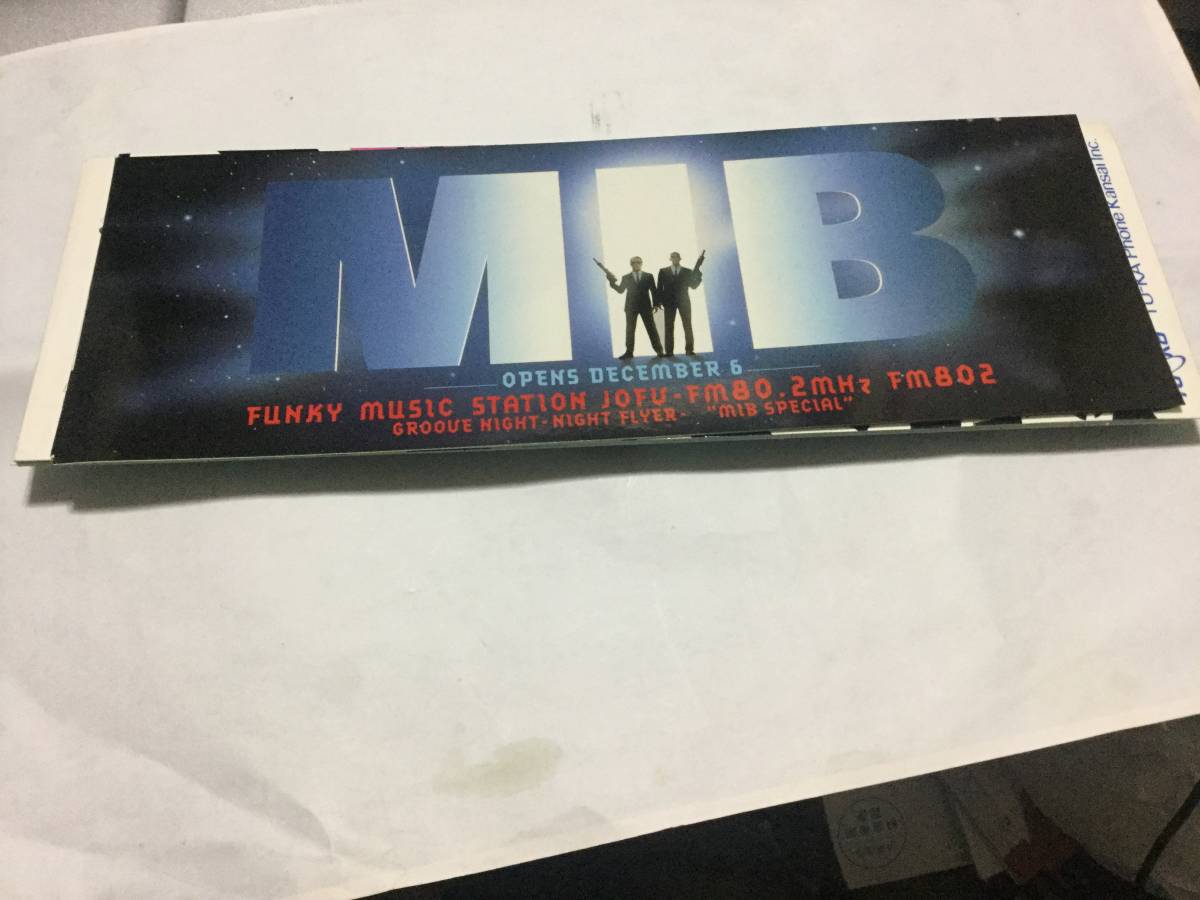 MIB
OPENS DECEMBER 6
FUNKY MUSIC STATION JOFV-FM80.2MHz FM802
GROOVE NIGHT-NIGHT FLYER- "MIB SPECIAL"
TU-KA Phone Kansai Inc.